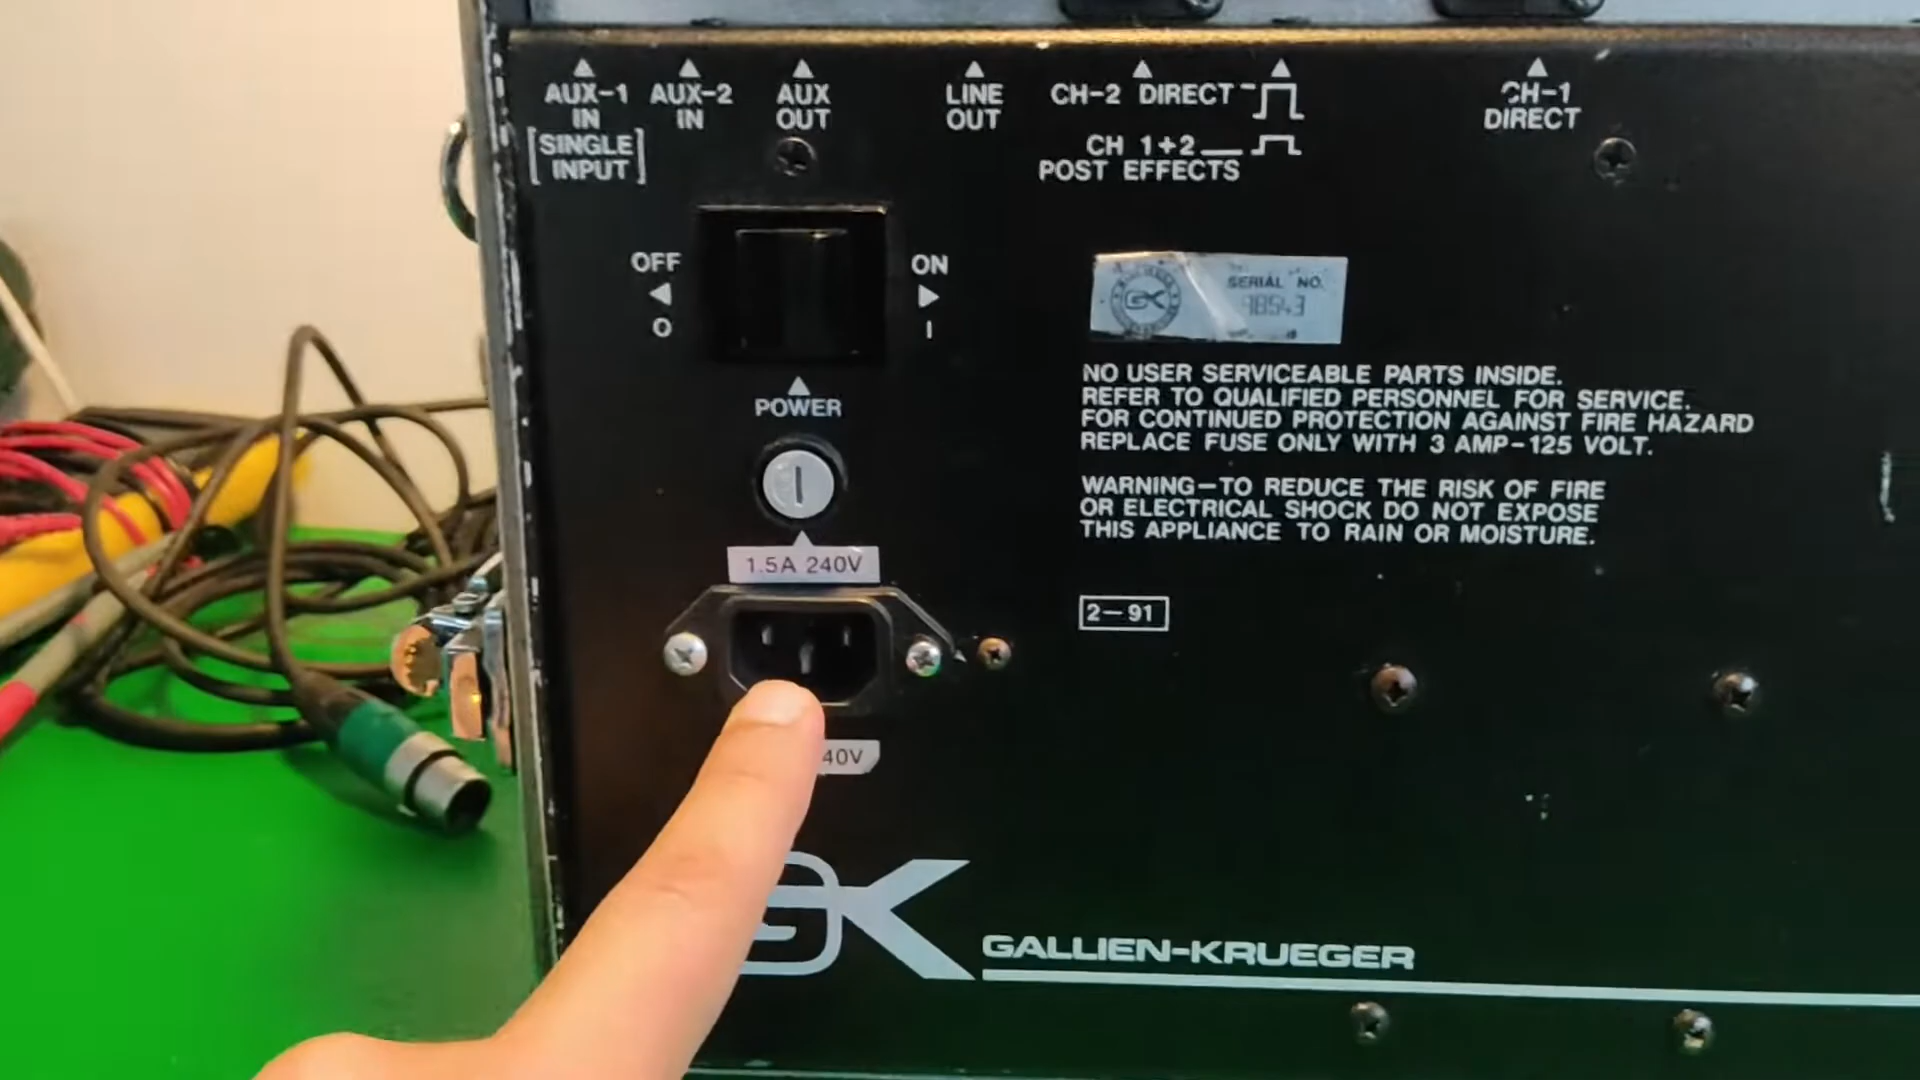 AUX-1
IN
[SINGLE
INPUT]
AUX-2
IN
AUX
OUT
LINE
OUT
CH-2 DIRECT
CH 1+2
POST EFFECTS
CH-1
DIRECT
OFF
O
ON
I
POWER
GK
SERIAL NO.
98543
NO USER SERVICEABLE PARTS INSIDE.
REFER TO QUALIFIED PERSONNEL FOR SERVICE.
FOR CONTINUED PROTECTION AGAINST FIRE HAZARD
REPLACE FUSE ONLY WITH 3 AMP-125 VOLT.
WARNING-TO REDUCE THE RISK OF FIRE
OR ELECTRICAL SHOCK DO NOT EXPOSE
THIS APPLIANCE TO RAIN OR MOISTURE.
1.5A 240V
2-91
40V
GK
GALLIEN-KRUEGER